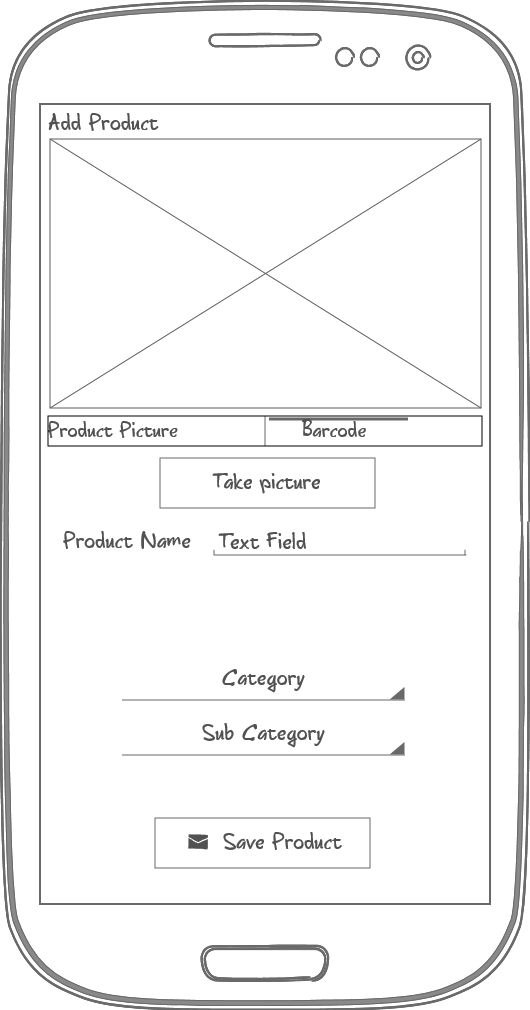 Add Product
Product Picture
Barcode
Take picture
Product Name
Text Field
Category
Sub Category
Save Product